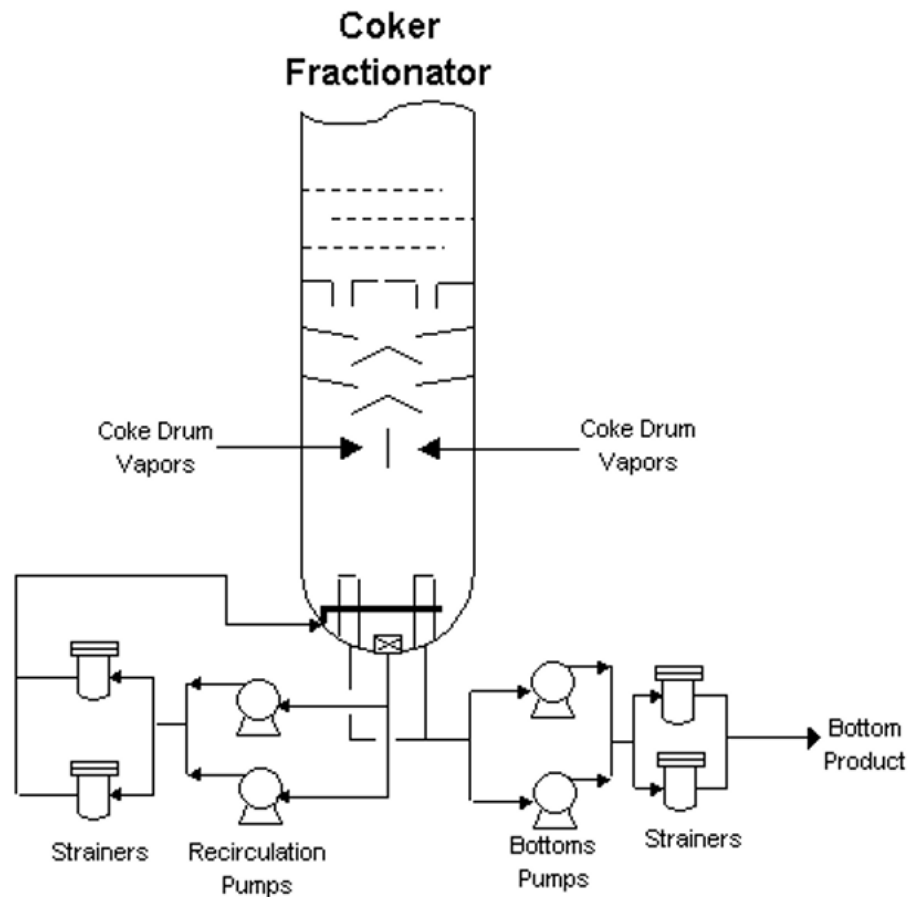 Coker
Fractionator
Coke Drum
Vapors
Coke Drum
Vapors
Bottom
Product
Strainers
Recirculation
Pumps
Bottoms
Pumps
Strainers